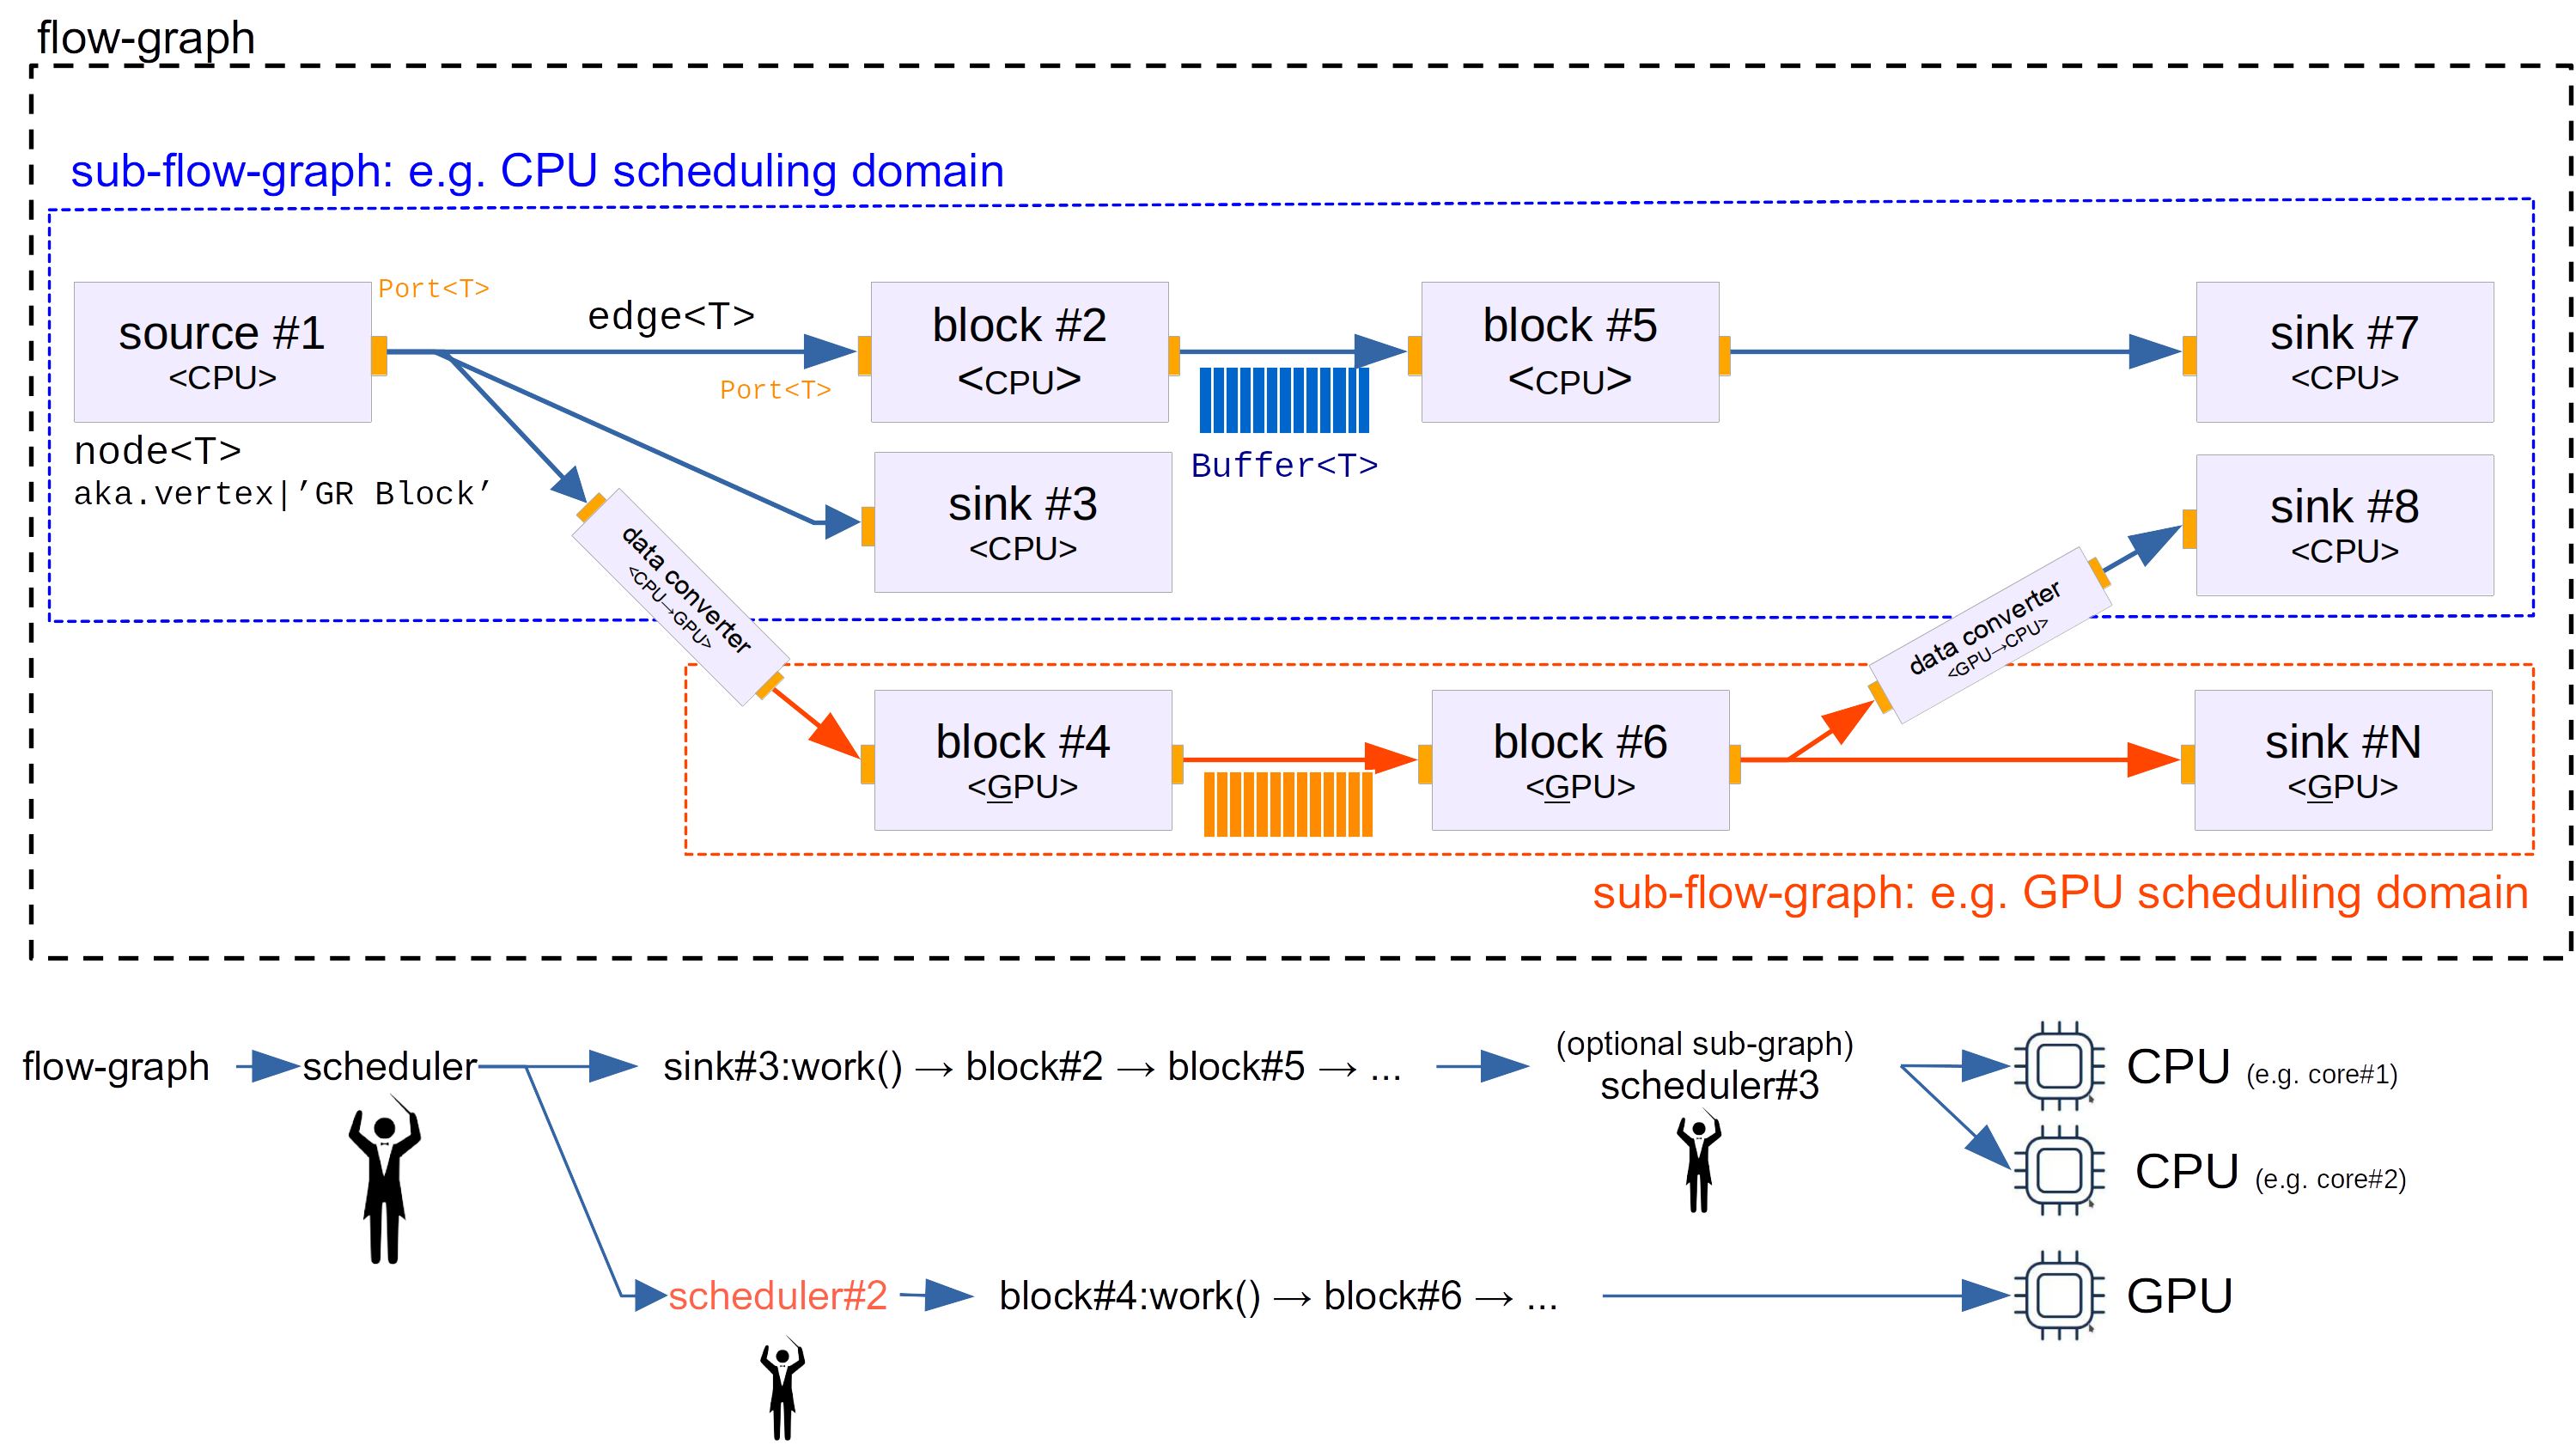 flow-graph
sub-flow-graph: e.g. CPU scheduling domain
source #1
<CPU>
Port<T>
edge<T>
Port<T>
block #2
<CPU>
block #5
<CPU>
sink #7
<CPU>
node<T>
aka.vertex|’GR Block’
Buffer<T>
sink #3
<CPU>
sink #8
<CPU>
data converter
<CPU→GPU>
data converter
<GPU→CPU>
block #4
<GPU>
block #6
<GPU>
sink #N
<GPU>
sub-flow-graph: e.g. GPU scheduling domain
flow-graph
scheduler
sink#3:work() → block#2 → block#5 → ...
(optional sub-graph)
scheduler#3
CPU (e.g. core#1)
CPU (e.g. core#2)
scheduler#2
block#4:work() → block#6 → ...
GPU